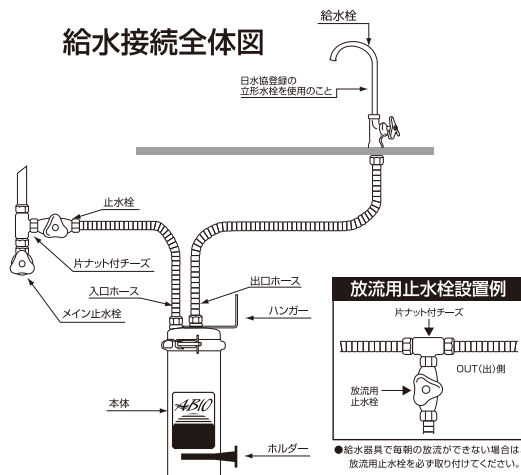 給水接続全体図
給水栓
日水協登録の
立形水栓を使用のこと
止水栓
片ナット付チーズ
入口ホース
出口ホース
メイン止水栓
ハンガー
本体
ABIO
ホルダー
放流用止水栓設置例
片ナット付チーズ
OUT(出)側
放流用
止水栓
●給水器具で毎朝の放流ができない場合は、
放流用止水栓を必ず取り付けてください。